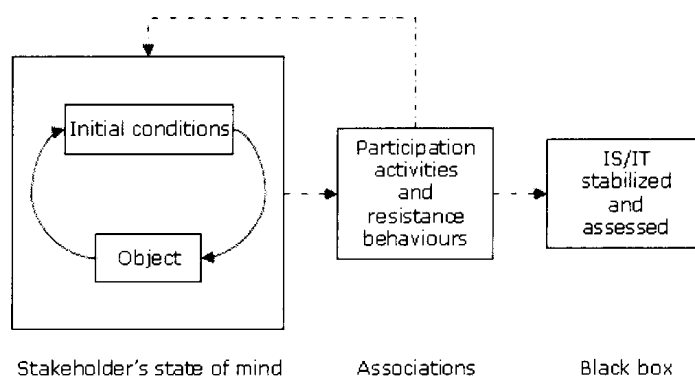 Initial conditions
Object
Participation
activities
and
resistance
behaviours
IS/IT
stabilized
and
assessed
Stakeholder's state of mind
Associations
Black box